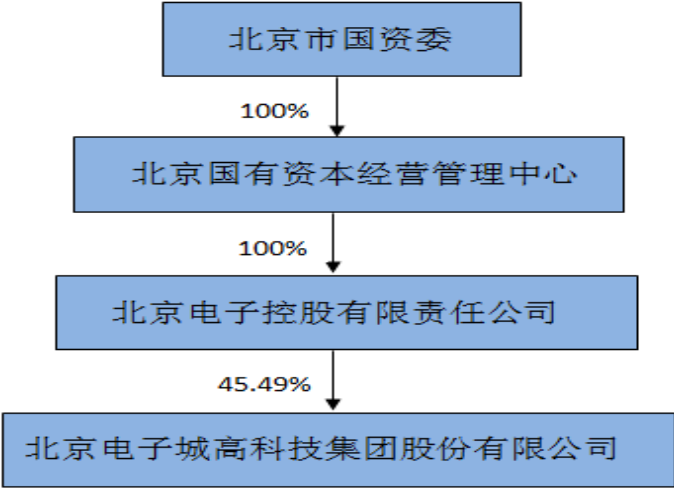 北京市国资委
100%
北京国有资本经营管理中心
100%
北京电子控股有限责任公司
45.49%
北京电子城高科技集团股份有限公司